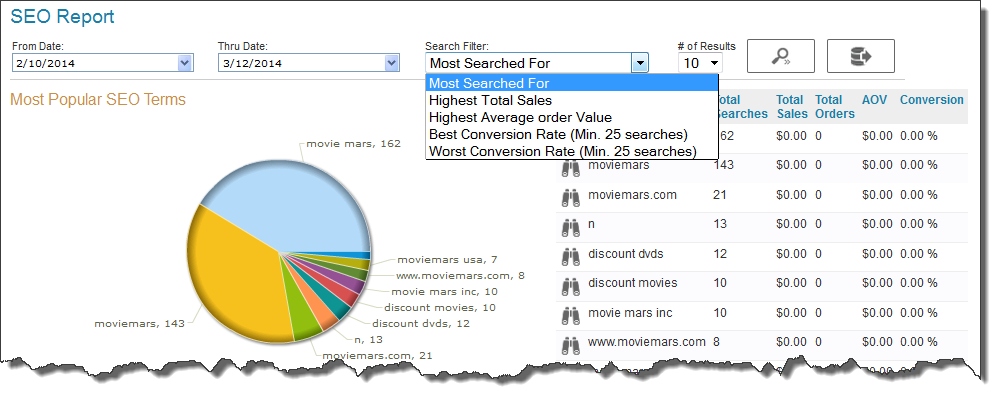 SEO Report
From Date:
Thru Date:
Search Filter:
# of Results
2/10/2014
3/12/2014
Most Searched For
10
Most Searched For
Highest Total Sales
Highest Average order Value
Best Conversion Rate (Min. 25 searches)
Worst Conversion Rate (Min. 25 searches)
Most Popular SEO Terms
movie mars, 162
moviemars usa, 7
www.moviemars.com, 8
movie mars inc, 10
discount movies, 10
discount dvds, 12
n, 13
moviemars.com, 21
moviemars, 143
Total Total AOV Conversion
Sales Orders
$0.00 0 $0.00 0.00 %
moviemars 143 $0.00 0 $0.00 0.00 %
moviemars.com 21 $0.00 0 $0.00 0.00 %
n 13 $0.00 0 $0.00 0.00 %
discount dvds 12 $0.00 0 $0.00 0.00 %
discount movies 10 $0.00 0 $0.00 0.00 %
movie mars inc 10 $0.00 0 $0.00 0.00 %
www.moviemars.com 8 $0.00 0 $0.00 0.00 %